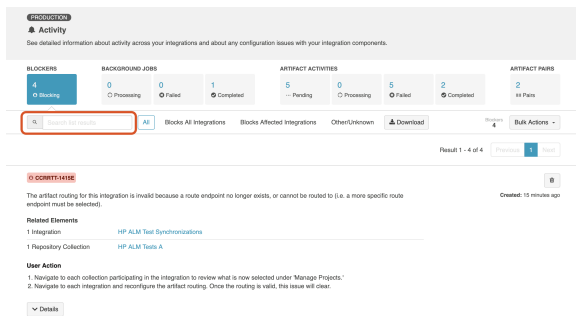 PRODUCTION
Activity
See detailed information about activity across your integrations and about any configuration issues with your integration components.
BLOCKERS BACKGROUND JOBS ARTIFACT ACTIVITIES ARTIFACT PAIRS
4 0 0 1 5 0 5 2 2
Blocking Processing Failed Completed Pending Processing Failed Completed Pairs
Search list results All Blocks All Integrations Blocks Affected Integrations Other/Unknown Download Blockers 4 Bulk Actions
Result 1 - 4 of 4 Previous 1 Next
CCRRTT-1415E
The artifact routing for this integration is invalid because a route endpoint no longer exists, or cannot be routed to (i.e. a more specific route Created: 15 minutes ago
endpoint must be selected).
Related Elements
1 Integration HP ALM Test Synchronizations
1 Repository Collection HP ALM Tests A
User Action
1. Navigate to each collection participating in the integration to review what is now selected under 'Manage Projects.'
2. Navigate to each integration and reconfigure the artifact routing. Once the routing is valid, this issue will clear.
Details